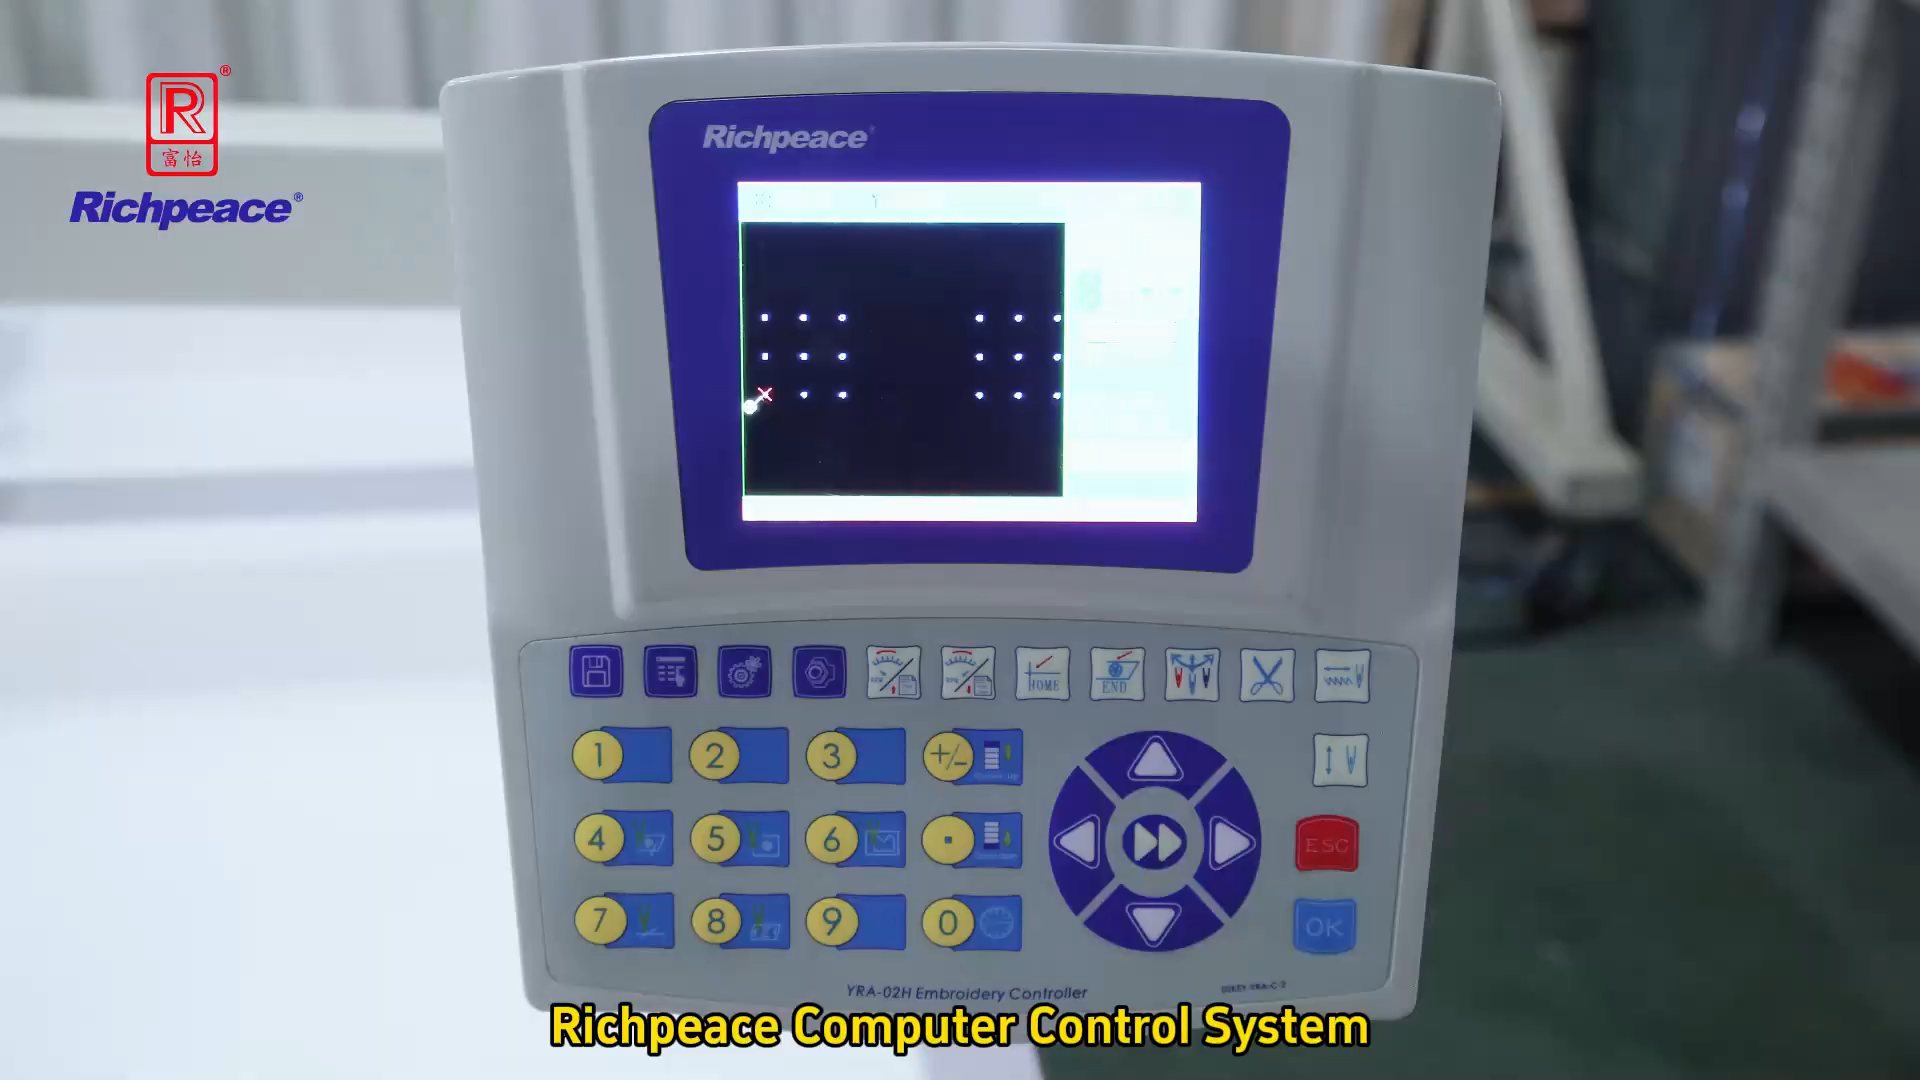 R®
富怡
Richpeace®
Richpeace®
HOME
END
1
2
3
+/-
4
5
6
7
8
9
0
ESC
OK
YRA-02H Embroidery Controller
Richpeace Computer Control System